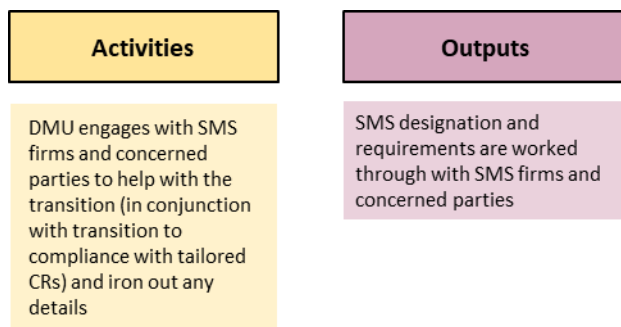 Activities
Outputs
DMU engages with SMS
firms and concerned
parties to help with the
transition (in conjunction
with transition to
compliance with tailored
CRs) and iron out any
details
SMS designation and
requirements are worked
through with SMS firms and
concerned parties